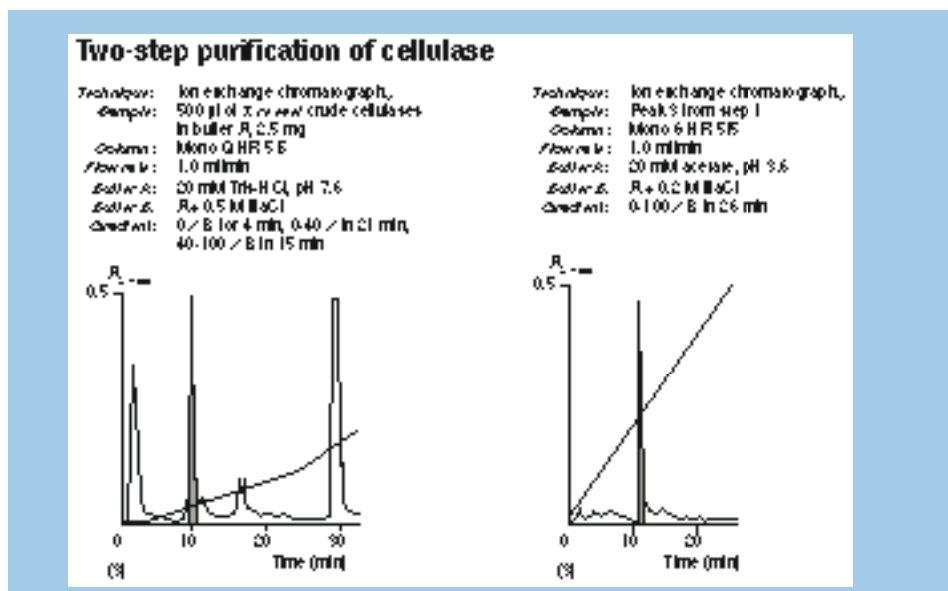 Two-step purification of cellulase
Technique: Ion exchange chromatography
Sample: 500 µl of crude cellulases
in buffer A, 2.5 mg
Column: Mono Q HR 5/5
Flow rate: 1.0 ml/min
Buffer A: 20 mM Tris-HCl, pH 7.6
Buffer B: A + 0.5 M NaCl
Gradient: 0% B for 4 min, 0-40% in 21 min,
40-100% B in 15 min
0.5
0 10 20 30
Time (min)
Technique: Ion exchange chromatography
Sample: Peak from step 1
Column: Mono HR 5/5
Flow rate: 1.0 ml/min
Buffer A: 20 mM acetate, pH 3.6
Buffer B: A + 0.2 M NaCl
Gradient: 0-100% B in 26 min
0.5
0 10 20
Time (min)